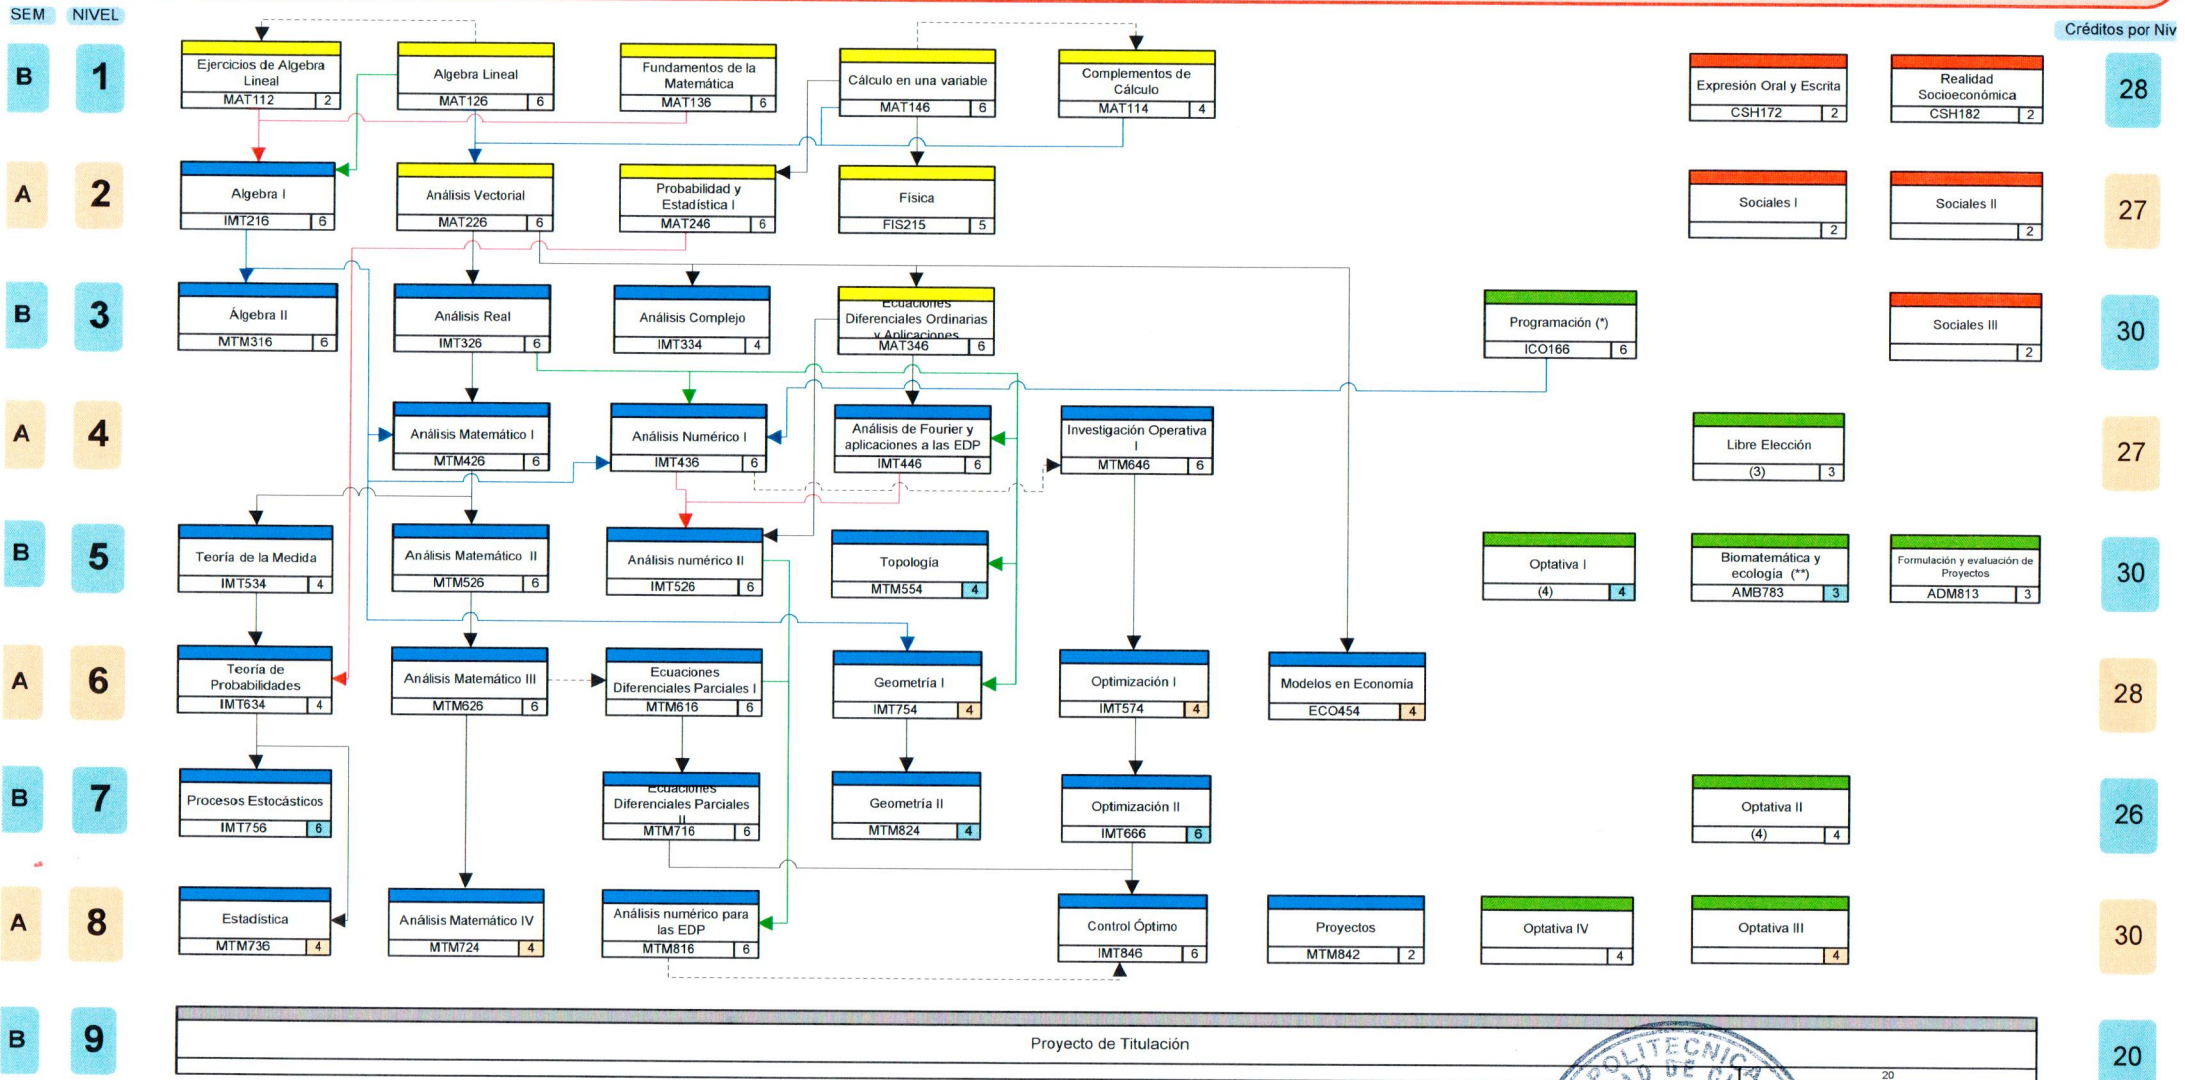 SEM NIVEL
Créditos por Niv
B 1
Ejercicios de Algebra
Lineal
MAT112 2
Algebra Lineal
MAT126 6
Fundamentos de la
Matemática
MAT136 6
Cálculo en una variable
MAT146 6
Complementos de
Cálculo
MAT114 4
Expresión Oral y Escrita
CSH172 2
Realidad
Socioeconómica
CSH182 2
28
A 2
Algebra I
IMT216 6
Análisis Vectorial
MAT226 6
Probabilidad y
Estadística I
MAT246 6
Física
FIS215 5
Sociales I
2
Sociales II
2
27
B 3
Álgebra II
MTM316 6
Análisis Real
IMT326 6
Análisis Complejo
IMT334 4
Ecuaciones
Diferenciales Ordinarias
y Aplicaciones
MAT346 6
Programación (*)
ICO166 6
Sociales III
2
30
A 4
Análisis Matemático I
MTM426 6
Análisis Numérico I
IMT436 6
Análisis de Fourier y
aplicaciones a las EDP
IMT446 6
Investigación Operativa
I
MTM646 6
Libre Elección
(3) 3
27
B 5
Teoría de la Medida
IMT534 4
Análisis Matemático II
MTM526 6
Análisis numérico II
IMT526 6
Topología
MTM554 4
Optativa I
(4) 4
Biomatemática y
ecología (**)
AMB783 3
Formulación y evaluación de
Proyectos
ADM813 3
30
A 6
Teoría de
Probabilidades
IMT634 4
Análisis Matemático III
MTM626 6
Ecuaciones
Diferenciales Parciales I
MTM616 6
Geometría I
IMT754 4
Optimización I
IMT574 4
Modelos en Economía
ECO454 4
28
B 7
Procesos Estocásticos
IMT756 6
Ecuaciones
Diferenciales Parciales
II
MTM716 6
Geometría II
MTM824 4
Optimización II
IMT666 6
Optativa II
(4) 4
26
A 8
Estadística
MTM736 4
Análisis Matemático IV
MTM724 4
Análisis numérico para
las EDP
MTM816 6
Control Óptimo
IMT846 6
Proyectos
MTM842 2
Optativa IV
4
Optativa III
4
30
B 9
Proyecto de Titulación
20
20
POLITECNICA
DE